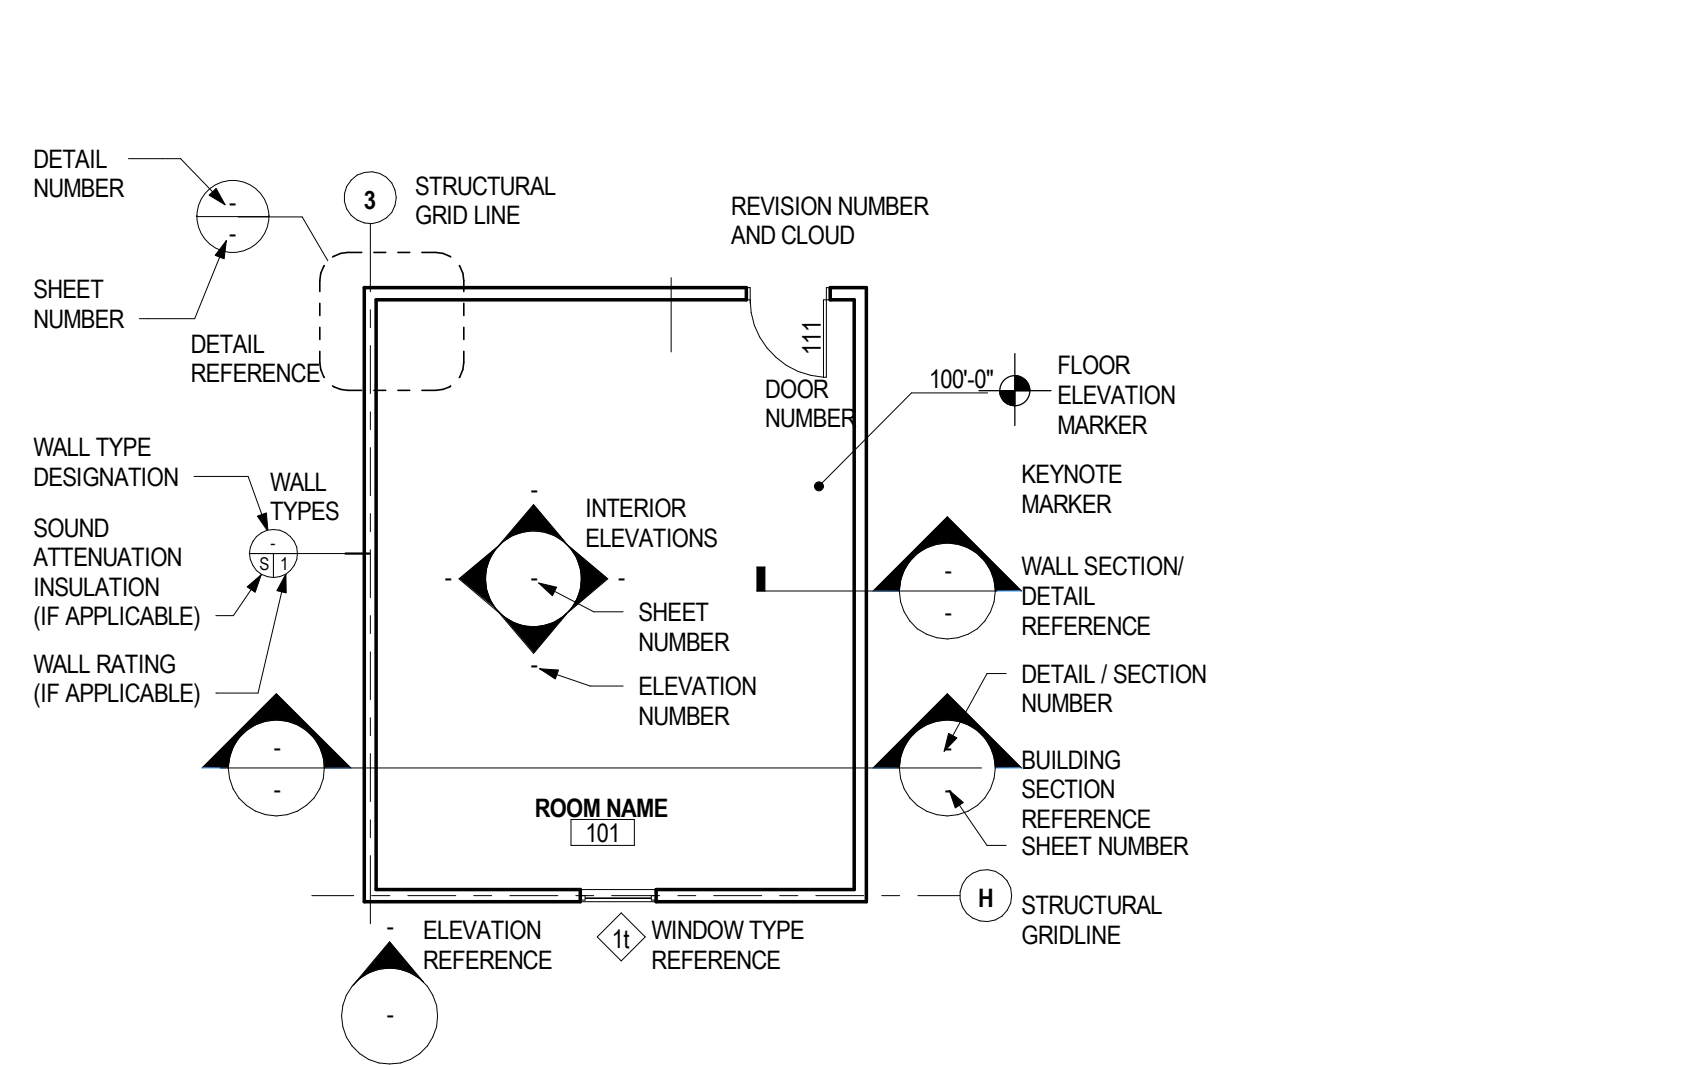 DETAIL
NUMBER
-
-
SHEET
NUMBER
DETAIL
REFERENCE
3
STRUCTURAL
GRID LINE
REVISION NUMBER
AND CLOUD
111
DOOR
NUMBER
100'-0"
FLOOR
ELEVATION
MARKER
KEYNOTE
MARKER
WALL TYPE
DESIGNATION
WALL
TYPES
-
S 1
SOUND
ATTENUATION
INSULATION
(IF APPLICABLE)
WALL RATING
(IF APPLICABLE)
-
INTERIOR
ELEVATIONS
- - -
SHEET
NUMBER
-
ELEVATION
NUMBER
-
-
WALL SECTION/
DETAIL
REFERENCE
DETAIL / SECTION
NUMBER
-
-
-
-
BUILDING
SECTION
REFERENCE
SHEET NUMBER
ROOM NAME
101
H
STRUCTURAL
GRIDLINE
-
ELEVATION
REFERENCE
-
1t
WINDOW TYPE
REFERENCE